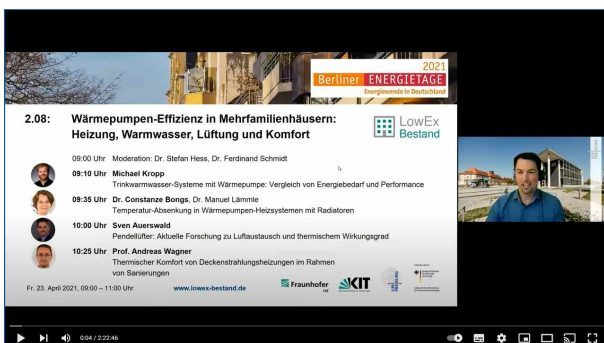 2021
Berliner ENERGIETAGE
Energiewende in Deutschland
2.08: Wärmepumpen-Effizienz in Mehrfamilienhäusern:
Heizung, Warmwasser, Lüftung und Komfort
LowEx
Bestand
09:00 Uhr Moderation: Dr. Stefan Hess, Dr. Ferdinand Schmidt
09:10 Uhr Michael Kropp
Trinkwarmwasser-Systeme mit Wärmepumpe: Vergleich von Energiebedarf und Performance
09:35 Uhr Dr. Constanze Bongs, Dr. Manuel Lämmle
Temperatur-Absenkung in Wärmepumpen-Heizsystemen mit Radiatoren
10:00 Uhr Sven Auerswald
Pendellüfter: Aktuelle Forschung zu Luftaustausch und thermischem Wirkungsgrad
10:25 Uhr Prof. Andreas Wagner
Thermischer Komfort von Deckenstrahlungsheizungen im Rahmen
von Sanierungen
Fr, 23. April 2021, 09:00 – 11:00 Uhr www.lowex-bestand.de
Fraunhofer
ISE
KIT
0:04 / 2:22:46